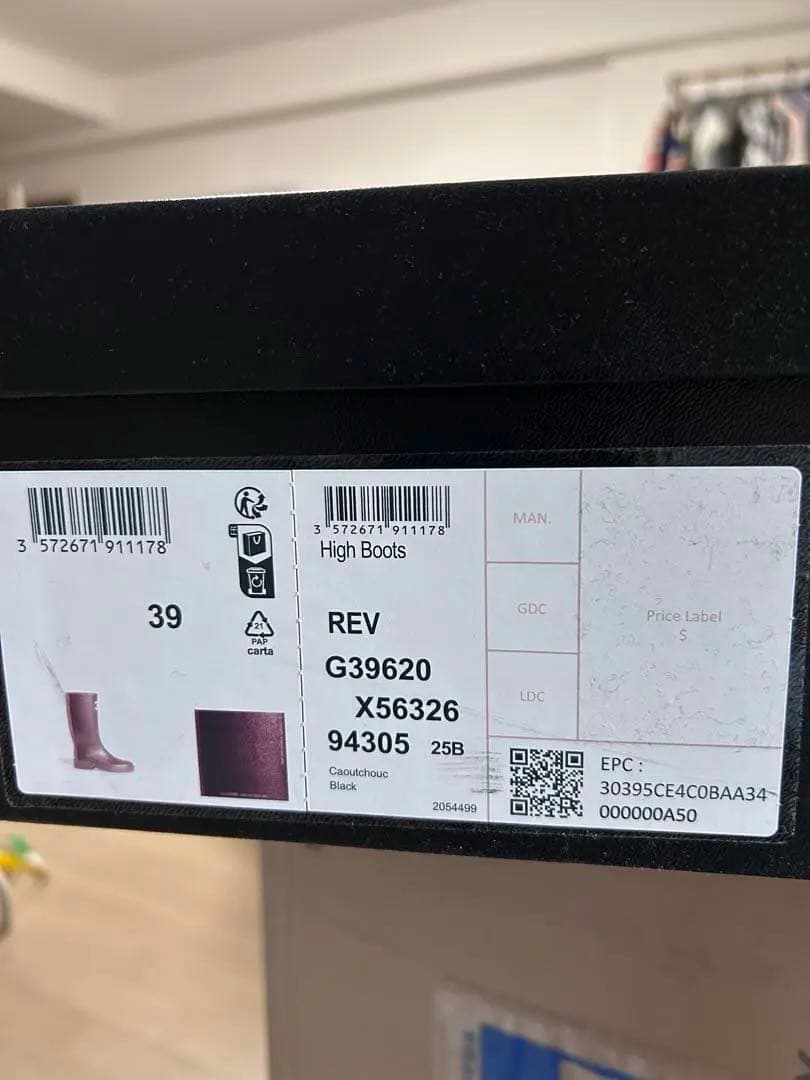 3 572671 911178
39
FR
21
PAP
carta
3 572671 911178
High Boots
REV
G39620
X56326
94305 25B
Caoutchouc
Black
2054499
MAN.
GDC
LDC
Price Label
$
EPC :
30395CE4C0BAA34
000000A50